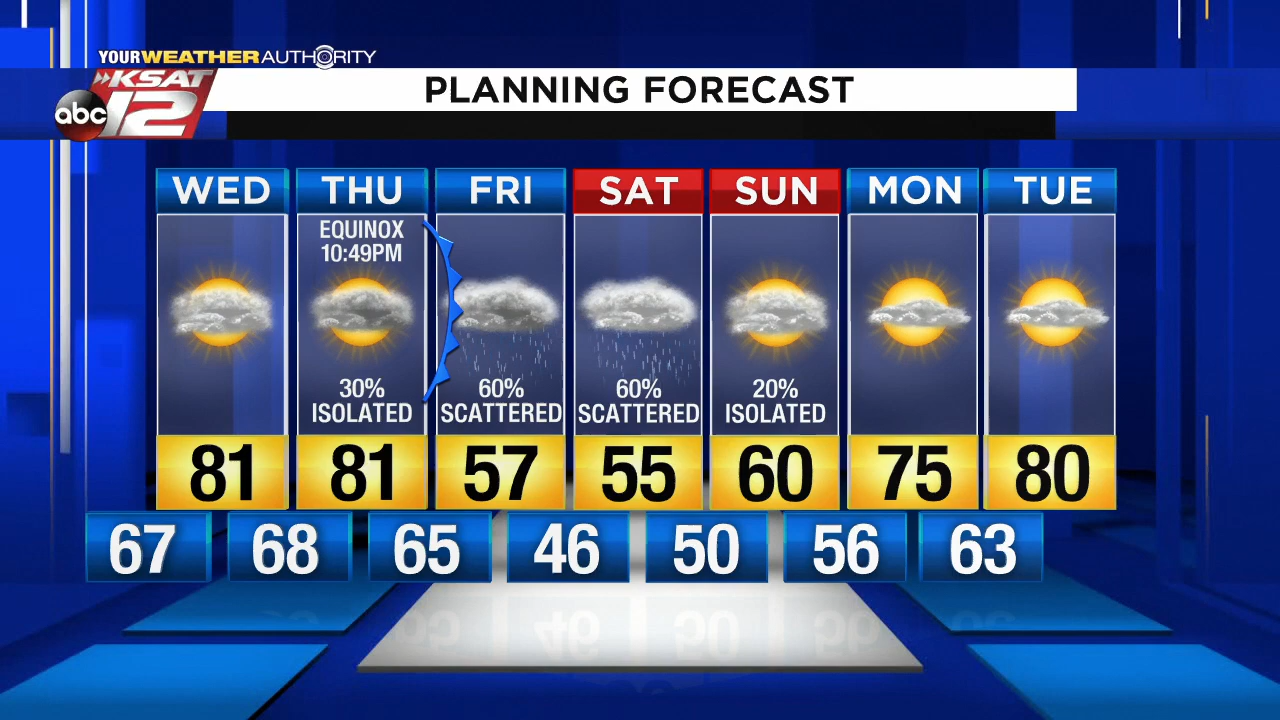 YOURWEATHERAUTHORITY
KSAT
abc
12
PLANNING FORECAST
WED THU FRI SAT SUN MON TUE
EQUINOX
10:49PM
30%
ISOLATED
60%
SCATTERED
60%
SCATTERED
20%
ISOLATED
81 81 57 55 60 75 80
67 68 65 46 50 56 63